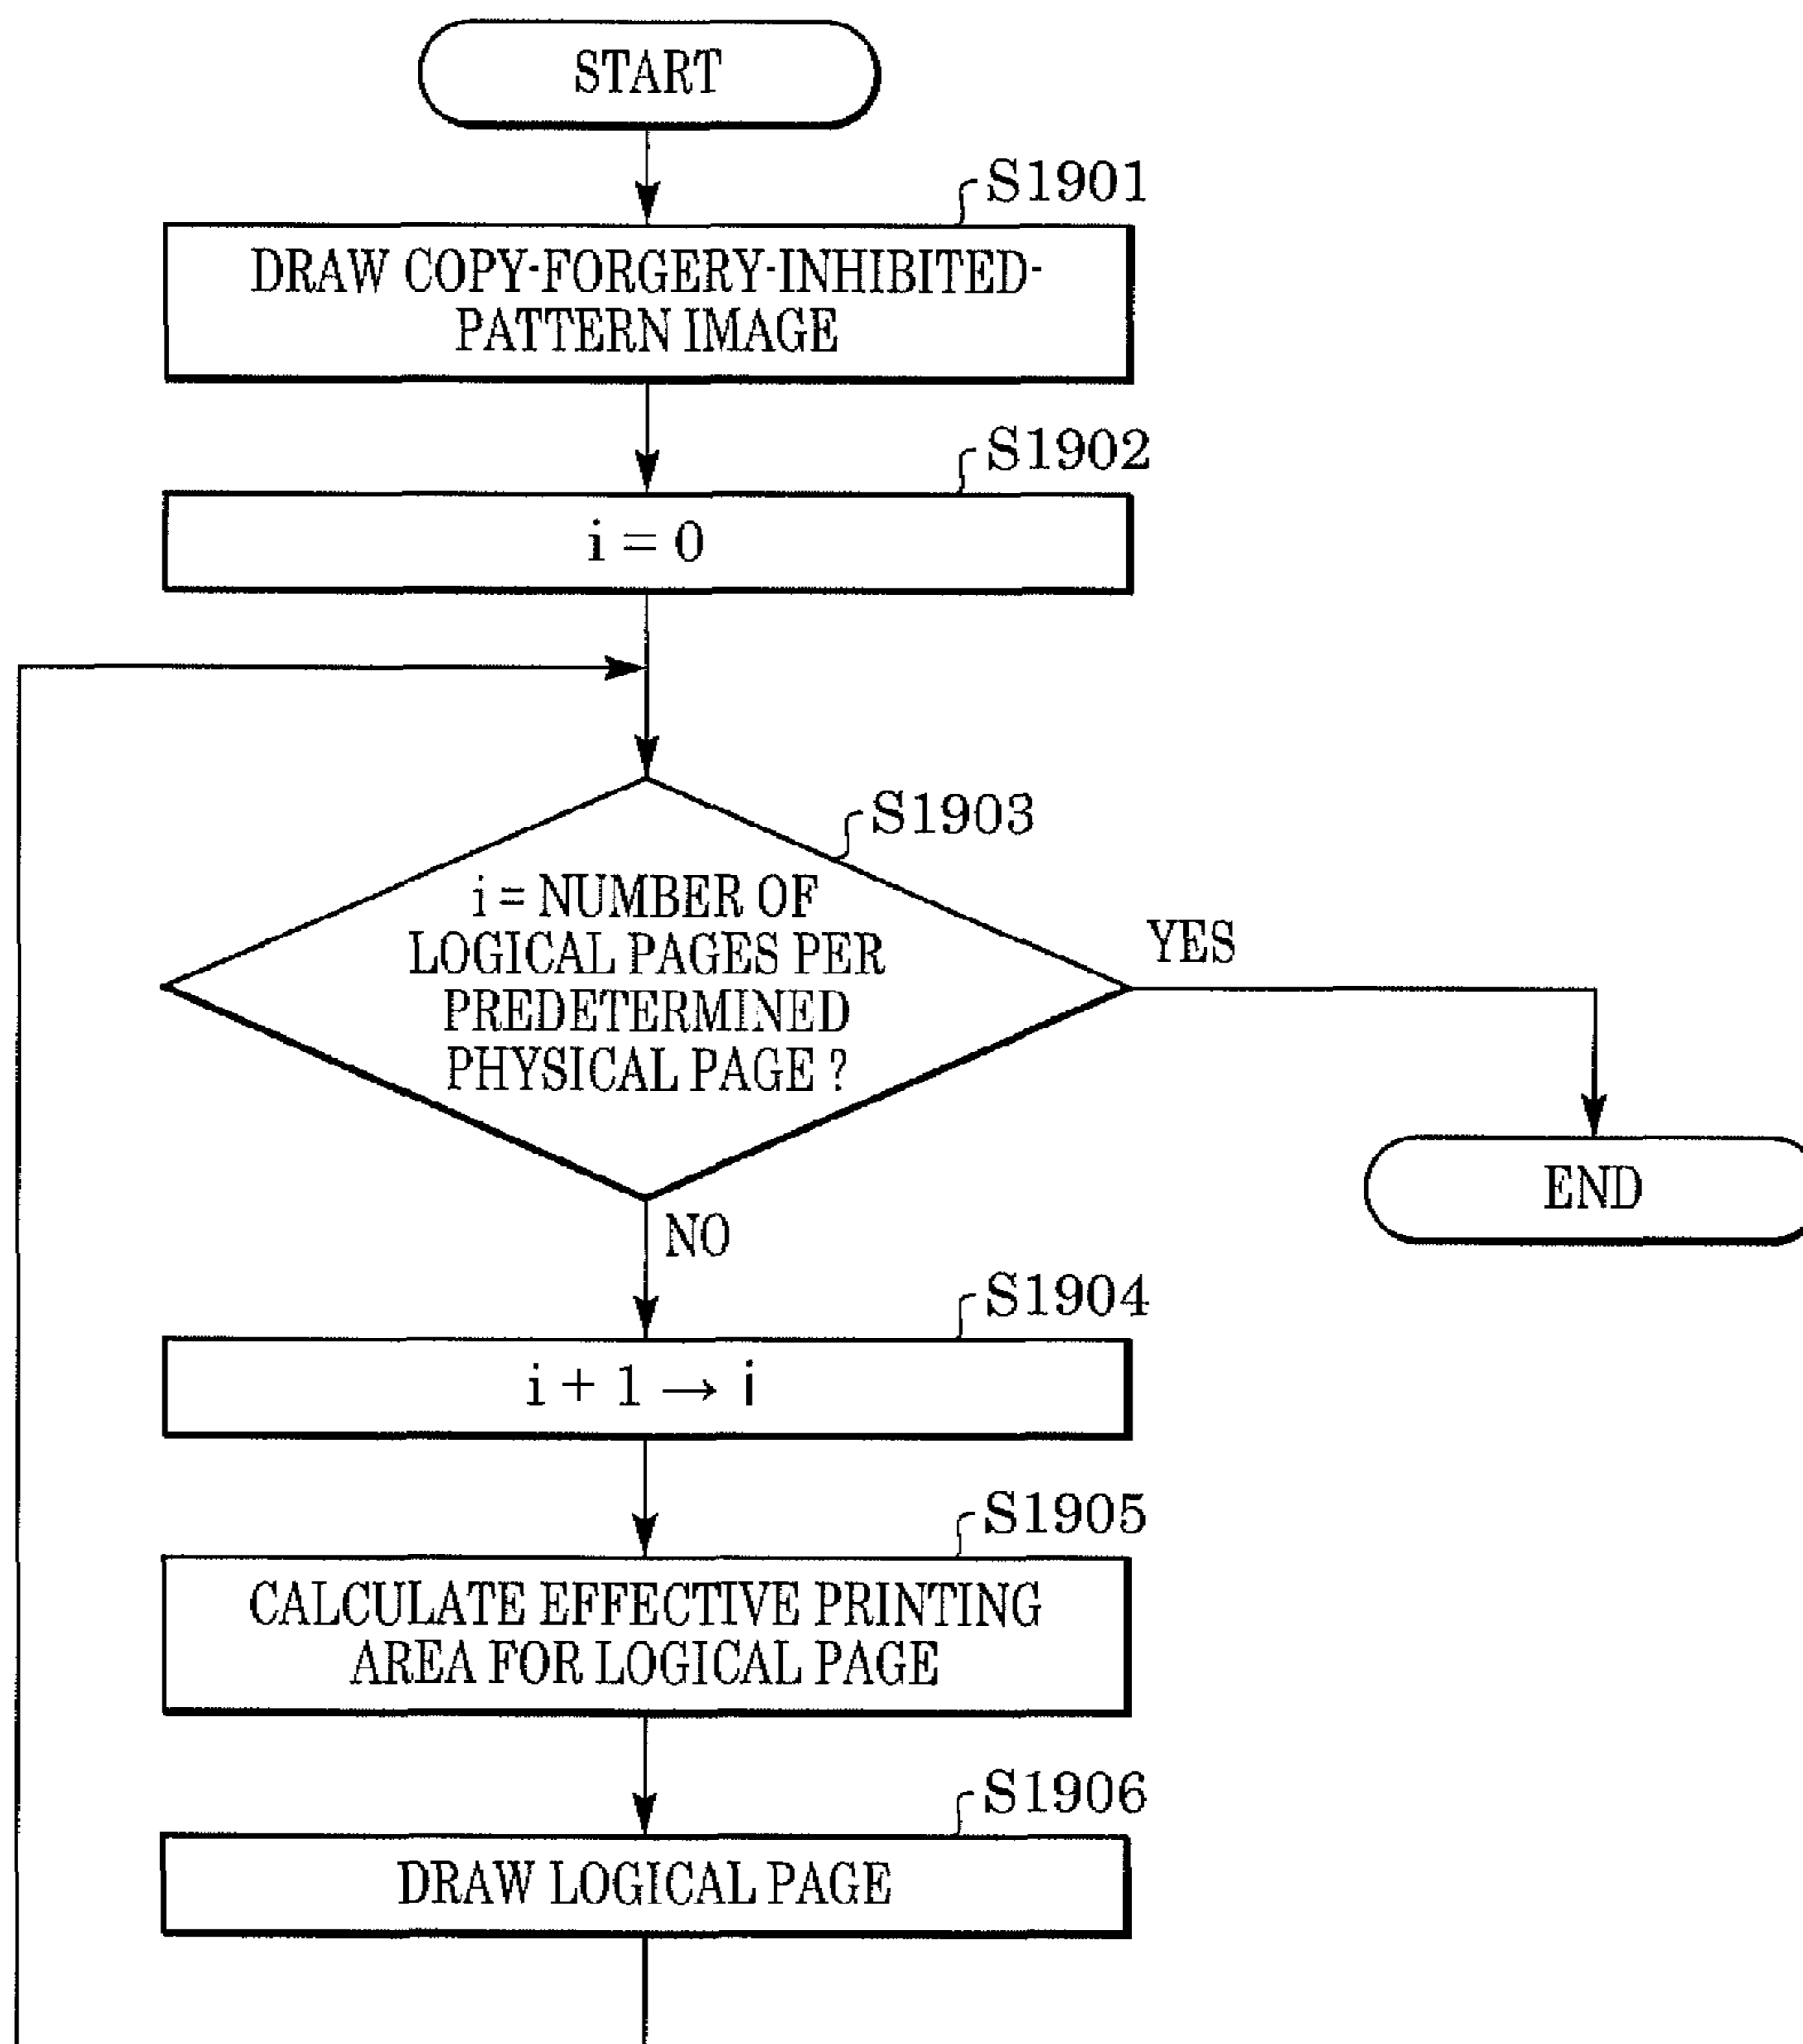 START
S1901
DRAW COPY-FORGERY-INHIBITED-
PATTERN IMAGE
S1902
i = 0
S1903
i = NUMBER OF
LOGICAL PAGES PER
PREDETERMINED
PHYSICAL PAGE ?
YES
END
NO
S1904
i + 1 → i
S1905
CALCULATE EFFECTIVE PRINTING
AREA FOR LOGICAL PAGE
S1906
DRAW LOGICAL PAGE